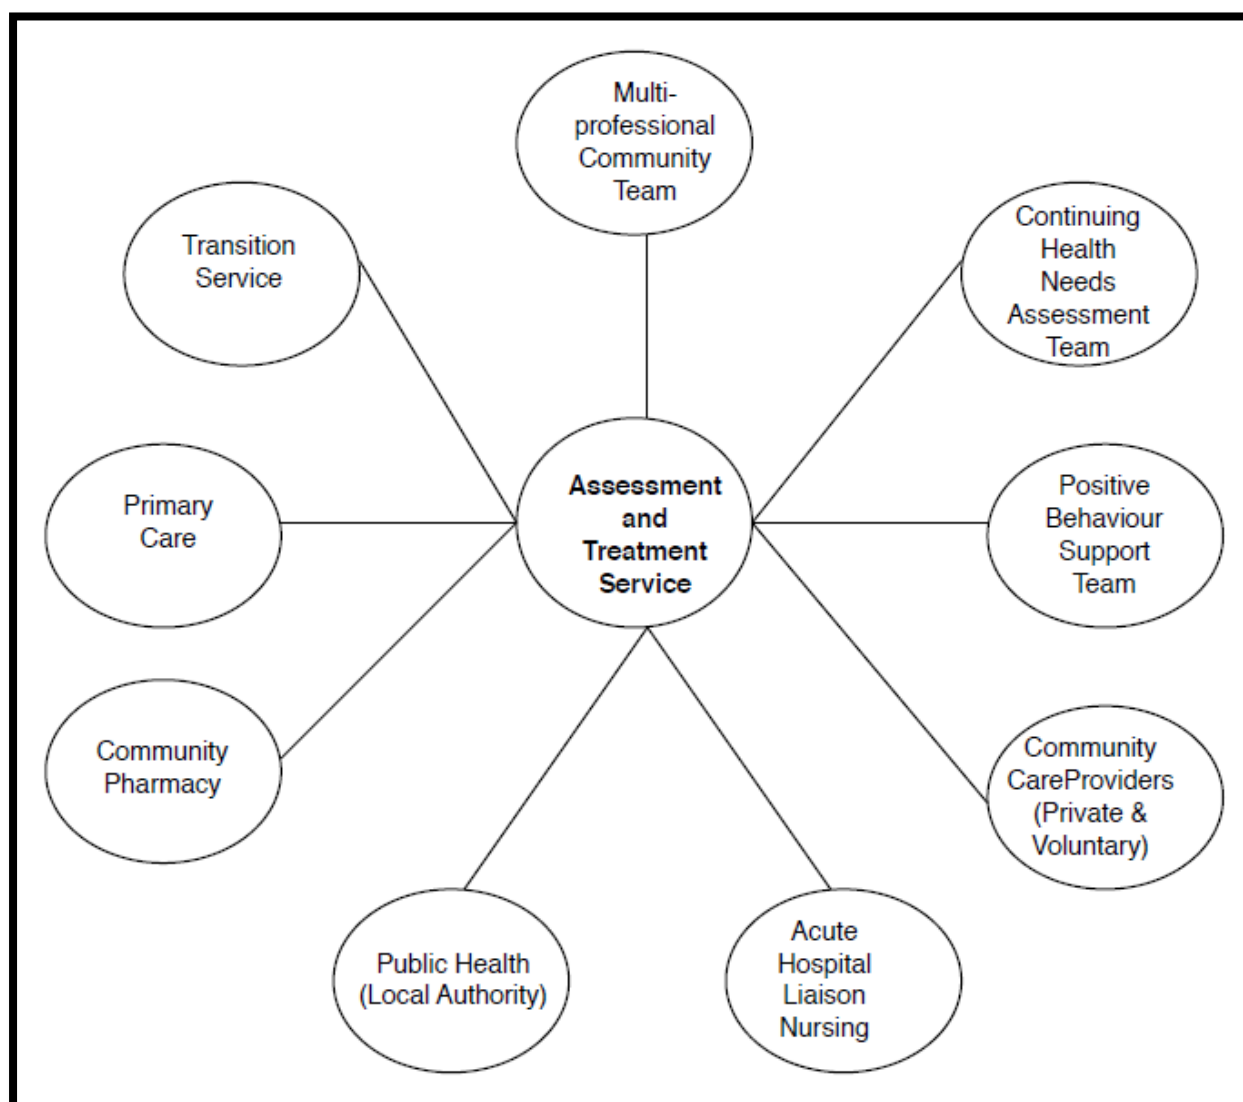 Multi-
professional
Community
Team
Transition
Service
Continuing
Health
Needs
Assessment
Team
Primary
Care
Assessment
and
Treatment
Service
Positive
Behaviour
Support
Team
Community
Pharmacy
Community
CareProviders
(Private &
Voluntary)
Public Health
(Local Authority)
Acute
Hospital
Liaison
Nursing